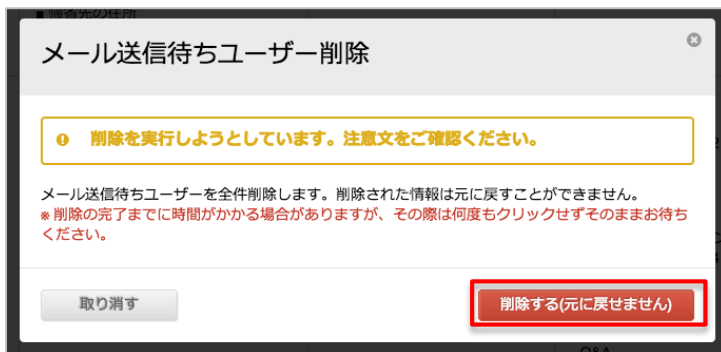 ■ 帰省先の住所
メール送信待ちユーザー削除
削除を実行しようとしています。注意文をご確認ください。
メール送信待ちユーザーを全件削除します。削除された情報は元に戻すことができません。
※削除の完了までに時間がかかる場合がありますが、その際は何度もクリックせずそのままお待ち
ください。
取り消す
削除する(元に戻せません)
Q&A